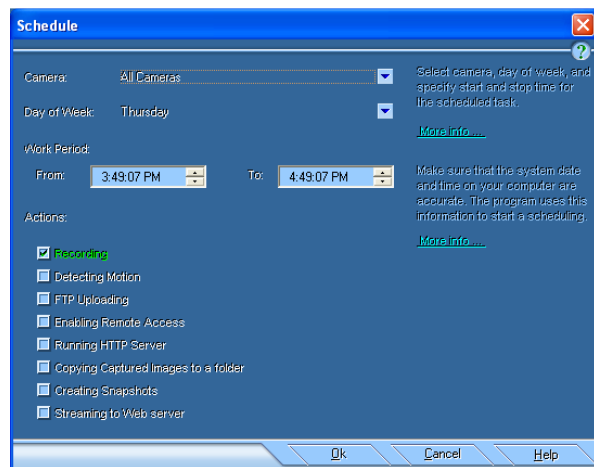 Schedule
?
Camera: All Cameras
Select camera, day of week, and
specify start and stop time for
the scheduled task.
Day of Week: Thursday
More info ....
Work Period:
From: 3:49:07 PM To: 4:49:07 PM
Make sure that the system date
and time on your computer are
accurate. The program uses this
information to start a scheduling.
More info ....
Actions:
Recording
Detecting Motion
FTP Uploading
Enabling Remote Access
Running HTTP Server
Copying Captured Images to a folder
Creating Snapshots
Streaming to Web server
Ok Cancel Help